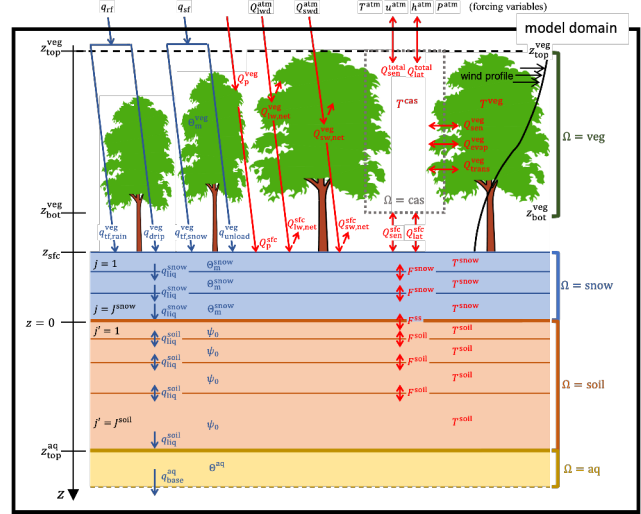 q_rf q_sf Q_lwd^atm Q_swd^atm T^atm u^atm h^atm P^atm (forcing variables)
model domain
z_top^veg Q_p^veg Q_sen^total Q_lat^total z_top^veg
wind profile
Q_lw,net^veg T^cas T^veg
Θ_m^veg Q_sw,net^veg Q_sen^veg Ω = veg
Q_evap^veg
Q_trans^veg
z_bot^veg Ω = cas z_bot^veg
q_tf,rain^veg q_drip^veg q_tf,snow^veg q_unload^veg Q_p^sfc Q_lw,net^sfc Q_sw,net^sfc Q_sen^sfc Q_lat^sfc
z_sfc
j = 1 q_liq^snow Θ_m^snow F^snow T^snow
q_liq^snow Θ_m^snow F^snow T^snow Ω = snow
j = J^snow q_liq^snow Θ_m^snow T^snow
z = 0 F^ss
j' = 1 q_liq^soil ψ_0 F^soil T^soil
q_liq^soil ψ_0 F^soil T^soil
q_liq^soil ψ_0 F^soil T^soil Ω = soil
j' = J^soil ψ_0 T^soil
q_liq^soil
z_top^aq
Θ^aq Ω = aq
q_base^aq
z